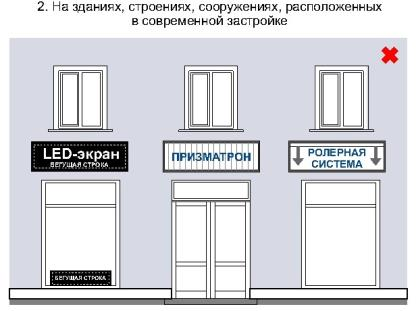 2. На зданиях, строениях, сооружениях, расположенных
в современной застройке
LED-экран
БЕГУЩАЯ СТРОКА
ПРИЗМАТРОН
РОЛЕРНАЯ
СИСТЕМА
БЕГУЩАЯ СТРОКА